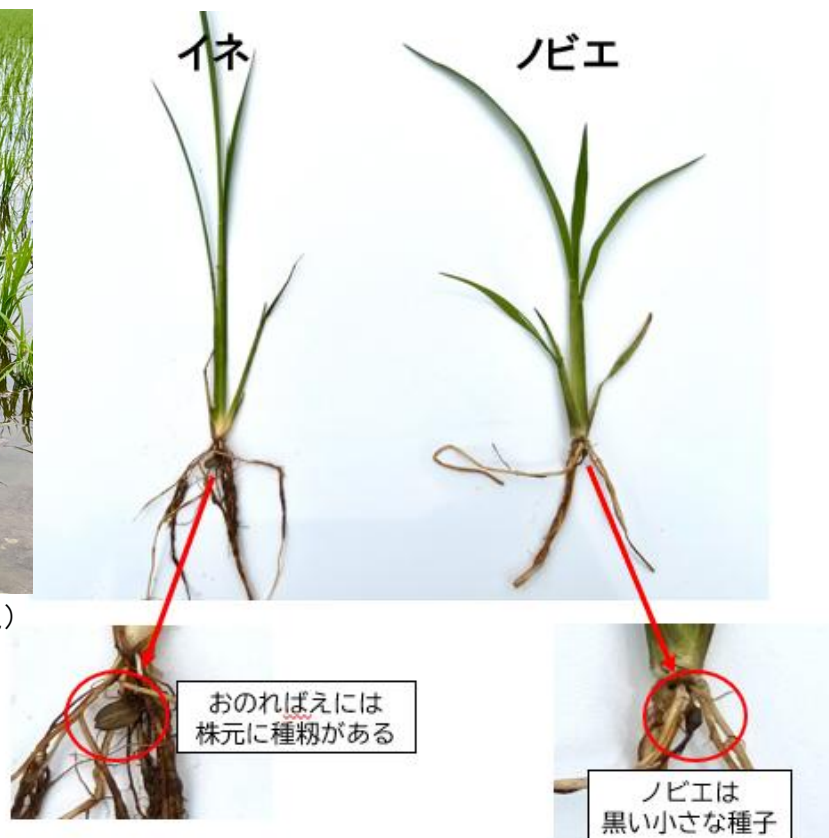 イネ
ノビエ
)
おのればえには
株元に種籾がある
ノビエは
黒い小さな種子